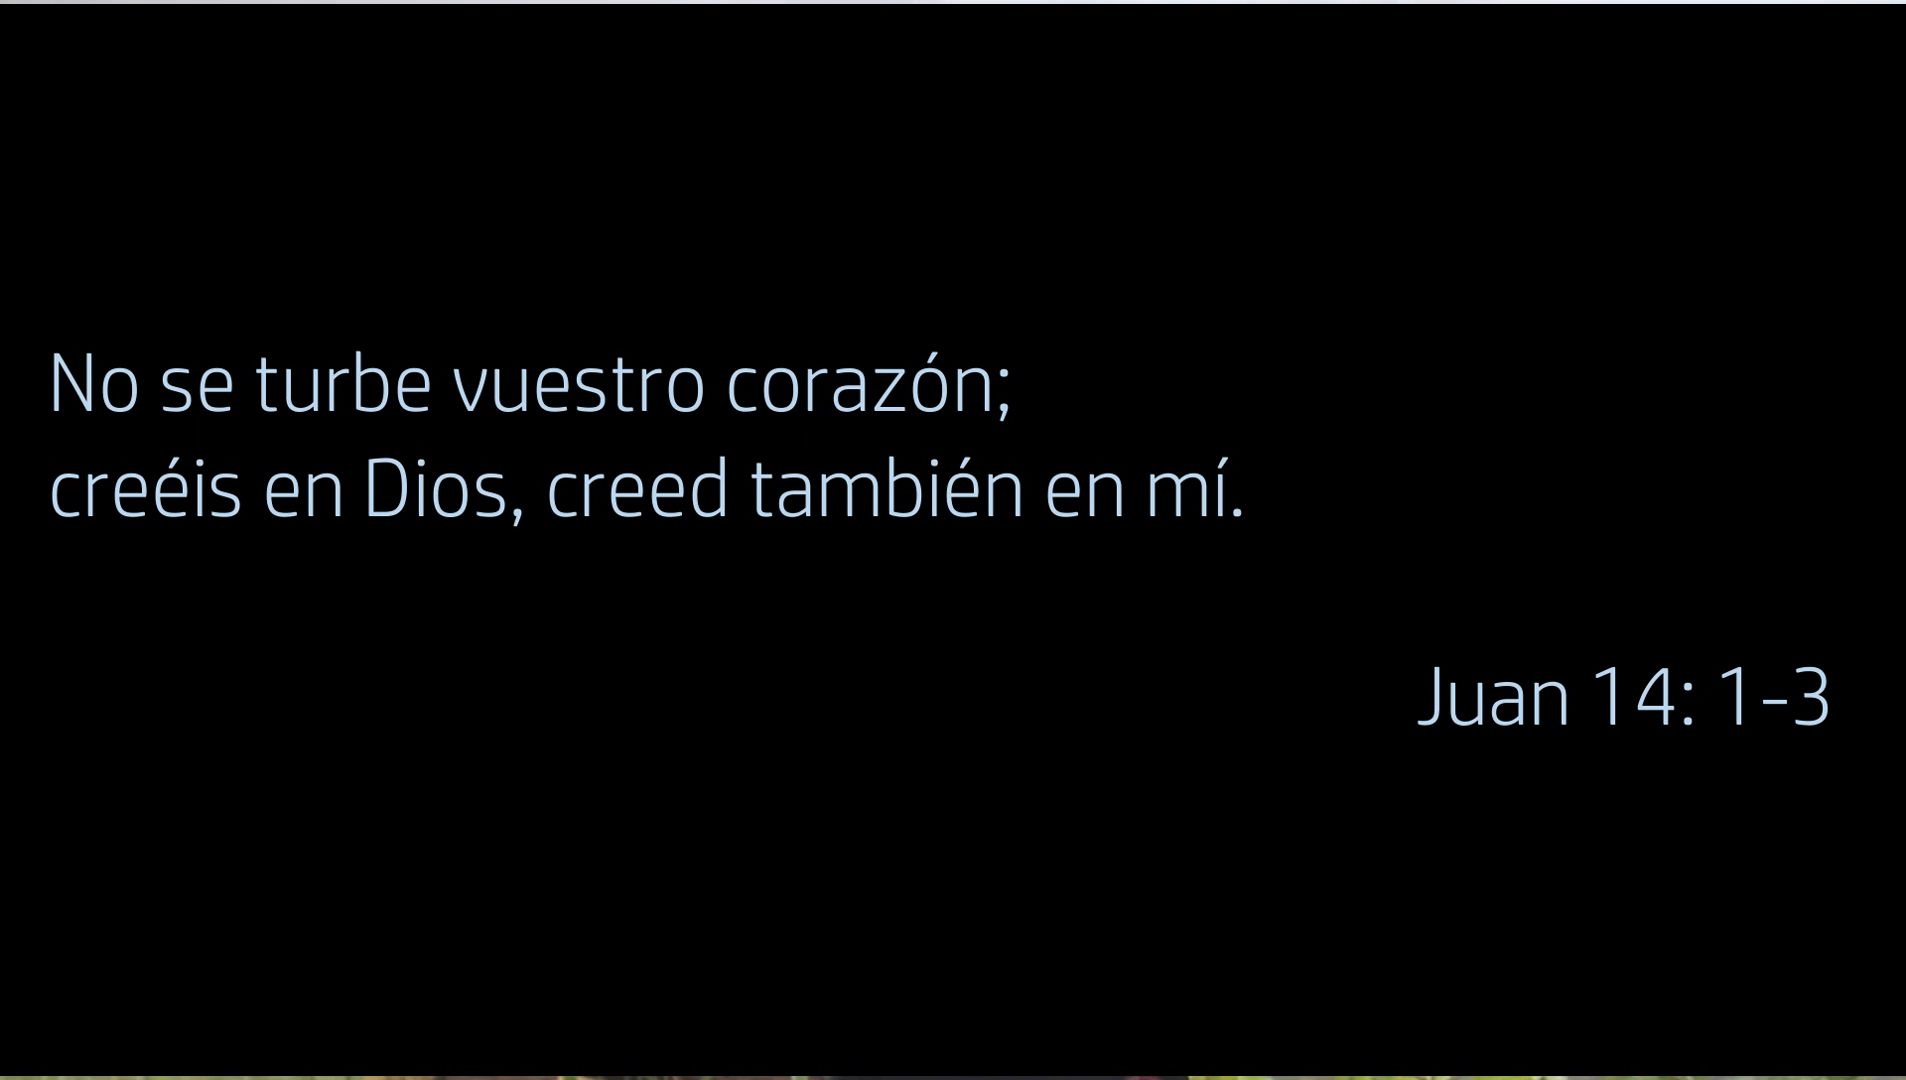 No se turbe vuestro corazón;
creéis en Dios, creed también en mí.
Juan 14: 1-3